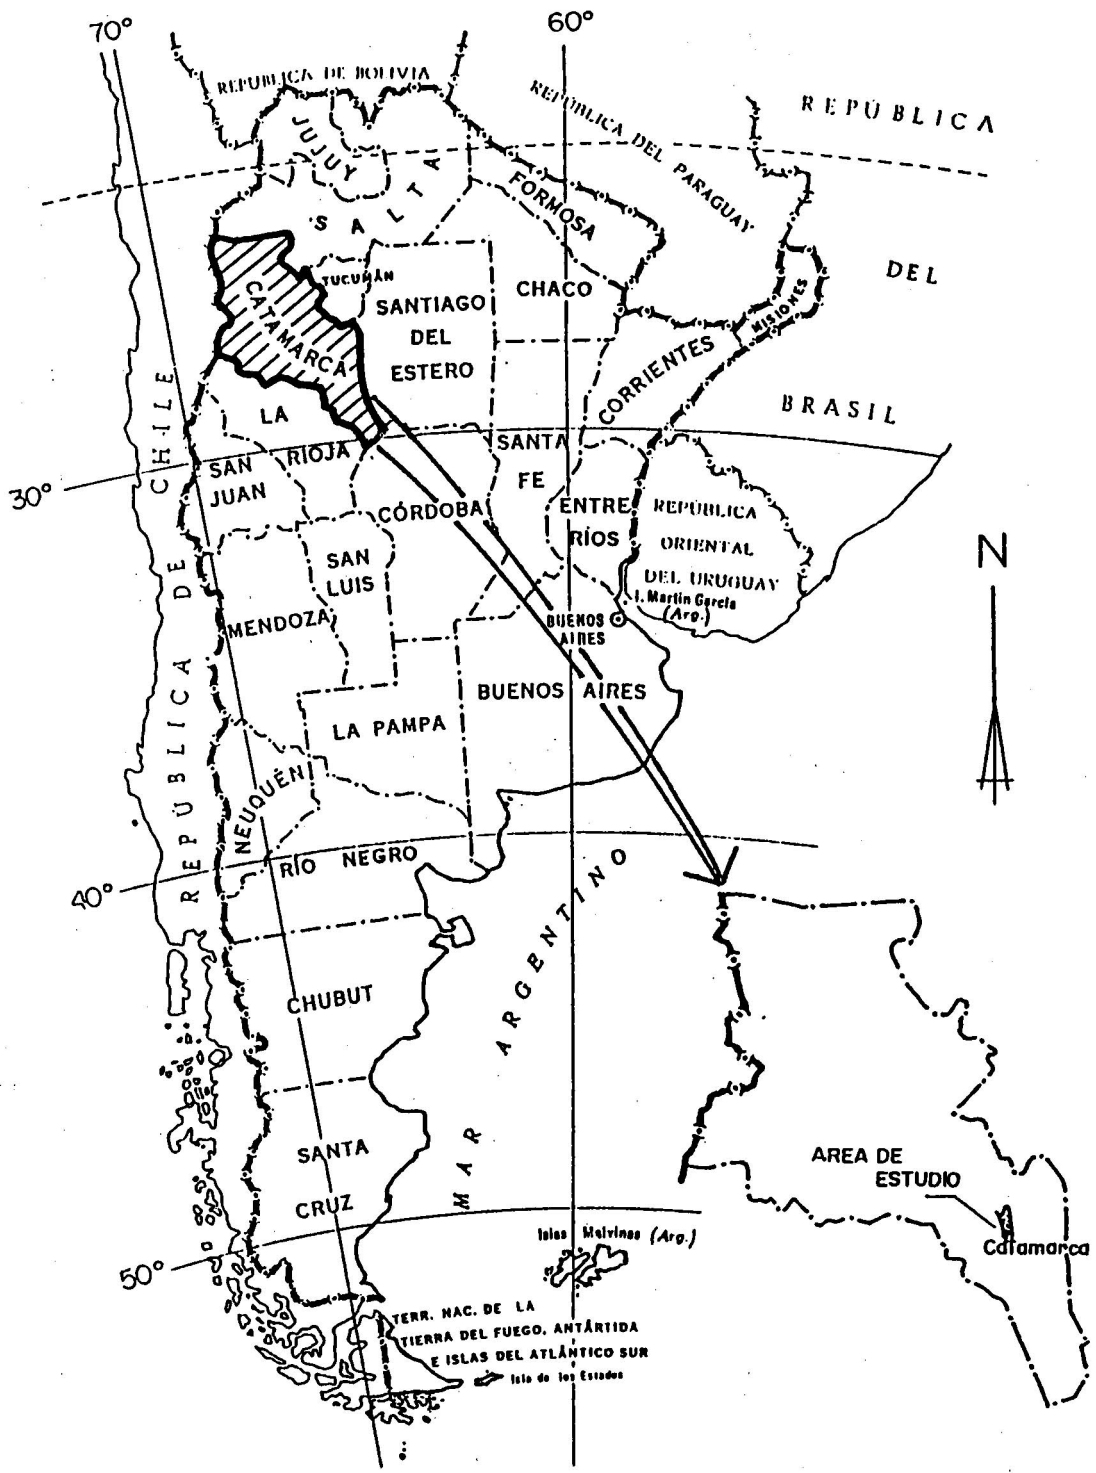 70°
60°
REPÚBLICA DE BOLIVIA
REPÚBLICA DEL PARAGUAY
REPÚBLICA
DEL
BRASIL
JUJUY
SALTA
FORMOSA
TUCUMÁN
CATAMARCA
SANTIAGO
DEL
ESTERO
CHACO
MISIONES
CORRIENTES
LA
RIOJA
SANTA
FE
SAN
JUAN
30°
CÓRDOBA
ENTRE
RÍOS
REPÚBLICA
ORIENTAL
DEL URUGUAY
I. Martín García
(Arg.)
SAN
LUIS
MENDOZA
BUENOS
AIRES
BUENOS AIRES
LA PAMPA
NEUQUÉN
REPÚBLICA DE CHILE
N
RÍO NEGRO
40°
MAR ARGENTINO
CHUBUT
SANTA
CRUZ
AREA DE
ESTUDIO
Catamarca
Islas Malvinas (Arg.)
50°
TERR. NAC. DE LA
TIERRA DEL FUEGO, ANTÁRTIDA
E ISLAS DEL ATLÁNTICO SUR
Isla de los Estados